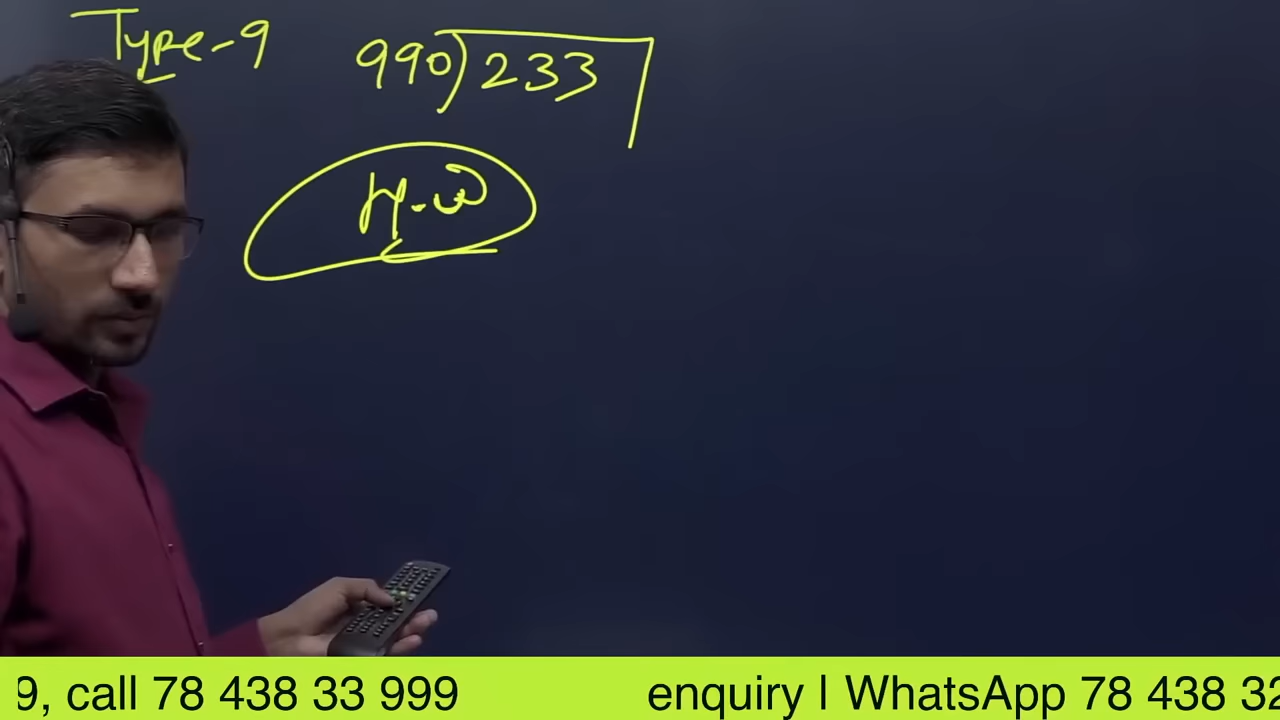 Type-9 990)233
H.W
9, call 78 438 33 999 enquiry | WhatsApp 78 438 32